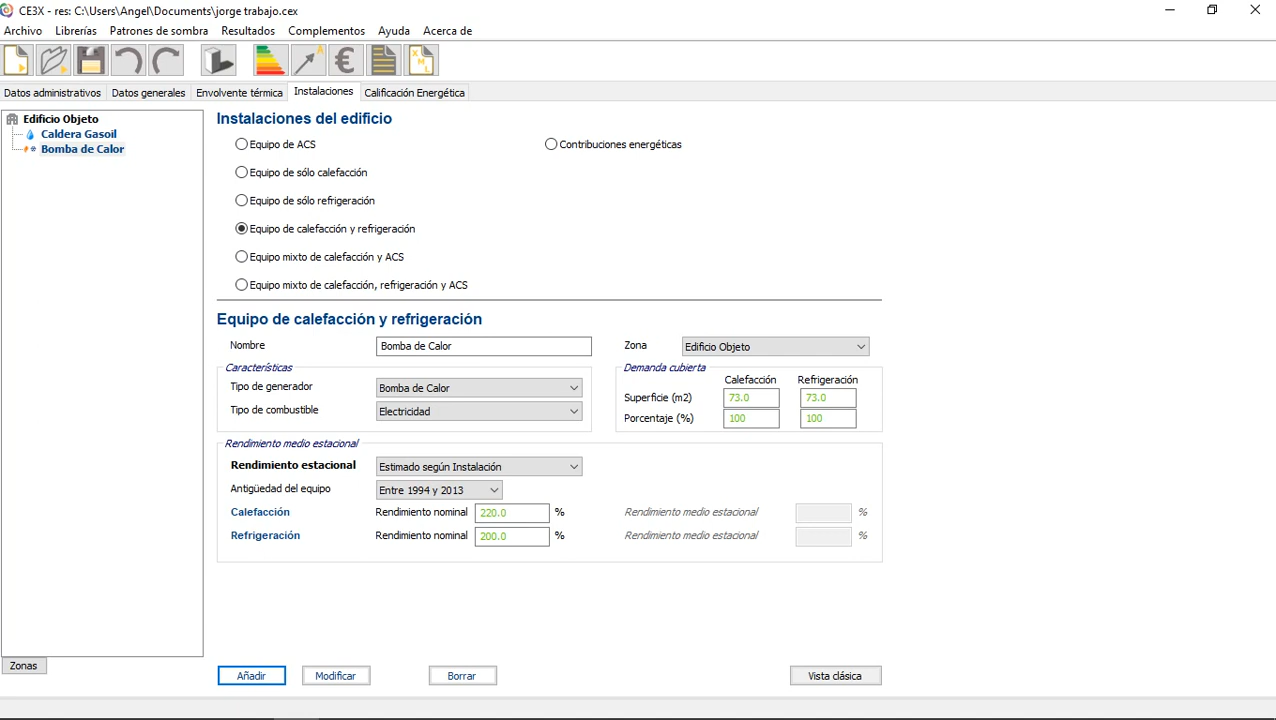 CE3X - res: C:\Users\Angel\Documents\jorge trabajo.cex
Archivo Librerías Patrones de sombra Resultados Complementos Ayuda Acerca de
Datos administrativos Datos generales Envolvente térmica Instalaciones Calificación Energética
Edificio Objeto
Caldera Gasoil
Bomba de Calor
Zonas
Instalaciones del edificio
Equipo de ACS Contribuciones energéticas
Equipo de sólo calefacción
Equipo de sólo refrigeración
Equipo de calefacción y refrigeración
Equipo mixto de calefacción y ACS
Equipo mixto de calefacción, refrigeración y ACS
Equipo de calefacción y refrigeración
Nombre Bomba de Calor Zona Edificio Objeto
Características
Tipo de generador Bomba de Calor
Tipo de combustible Electricidad
Demanda cubierta
Calefacción Refrigeración
Superficie (m2) 73.0 73.0
Porcentaje (%) 100 100
Rendimiento medio estacional
Rendimiento estacional Estimado según Instalación
Antigüedad del equipo Entre 1994 y 2013
Calefacción Rendimiento nominal 220.0 % Rendimiento medio estacional %
Refrigeración Rendimiento nominal 200.0 % Rendimiento medio estacional %
Añadir Modificar Borrar Vista clásica